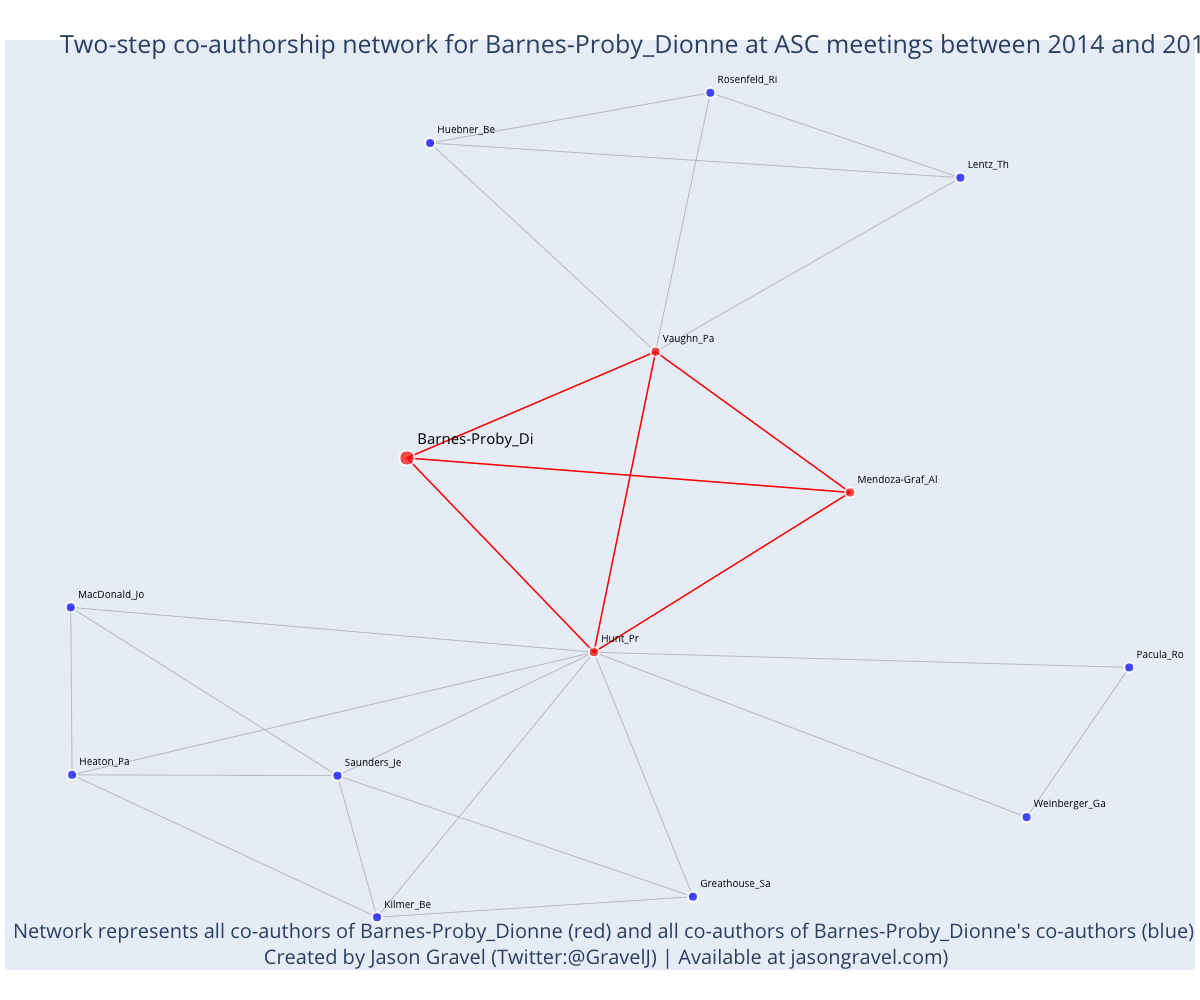 Two-step co-authorship network for Barnes-Proby_Dionne at ASC meetings between 2014 and 201
Rosenfeld_Ri
Huebner_Be
Lentz_Th
Vaughn_Pa
Barnes-Proby_Di
Mendoza-Graf_Al
MacDonald_Jo
Hunt_Pr
Pacula_Ro
Heaton_Pa
Saunders_Je
Weinberger_Ga
Greathouse_Sa
Kilmer_Be
Network represents all co-authors of Barnes-Proby_Dionne (red) and all co-authors of Barnes-Proby_Dionne's co-authors (blue)
Created by Jason Gravel (Twitter:@GravelJ) | Available at jasongravel.com)